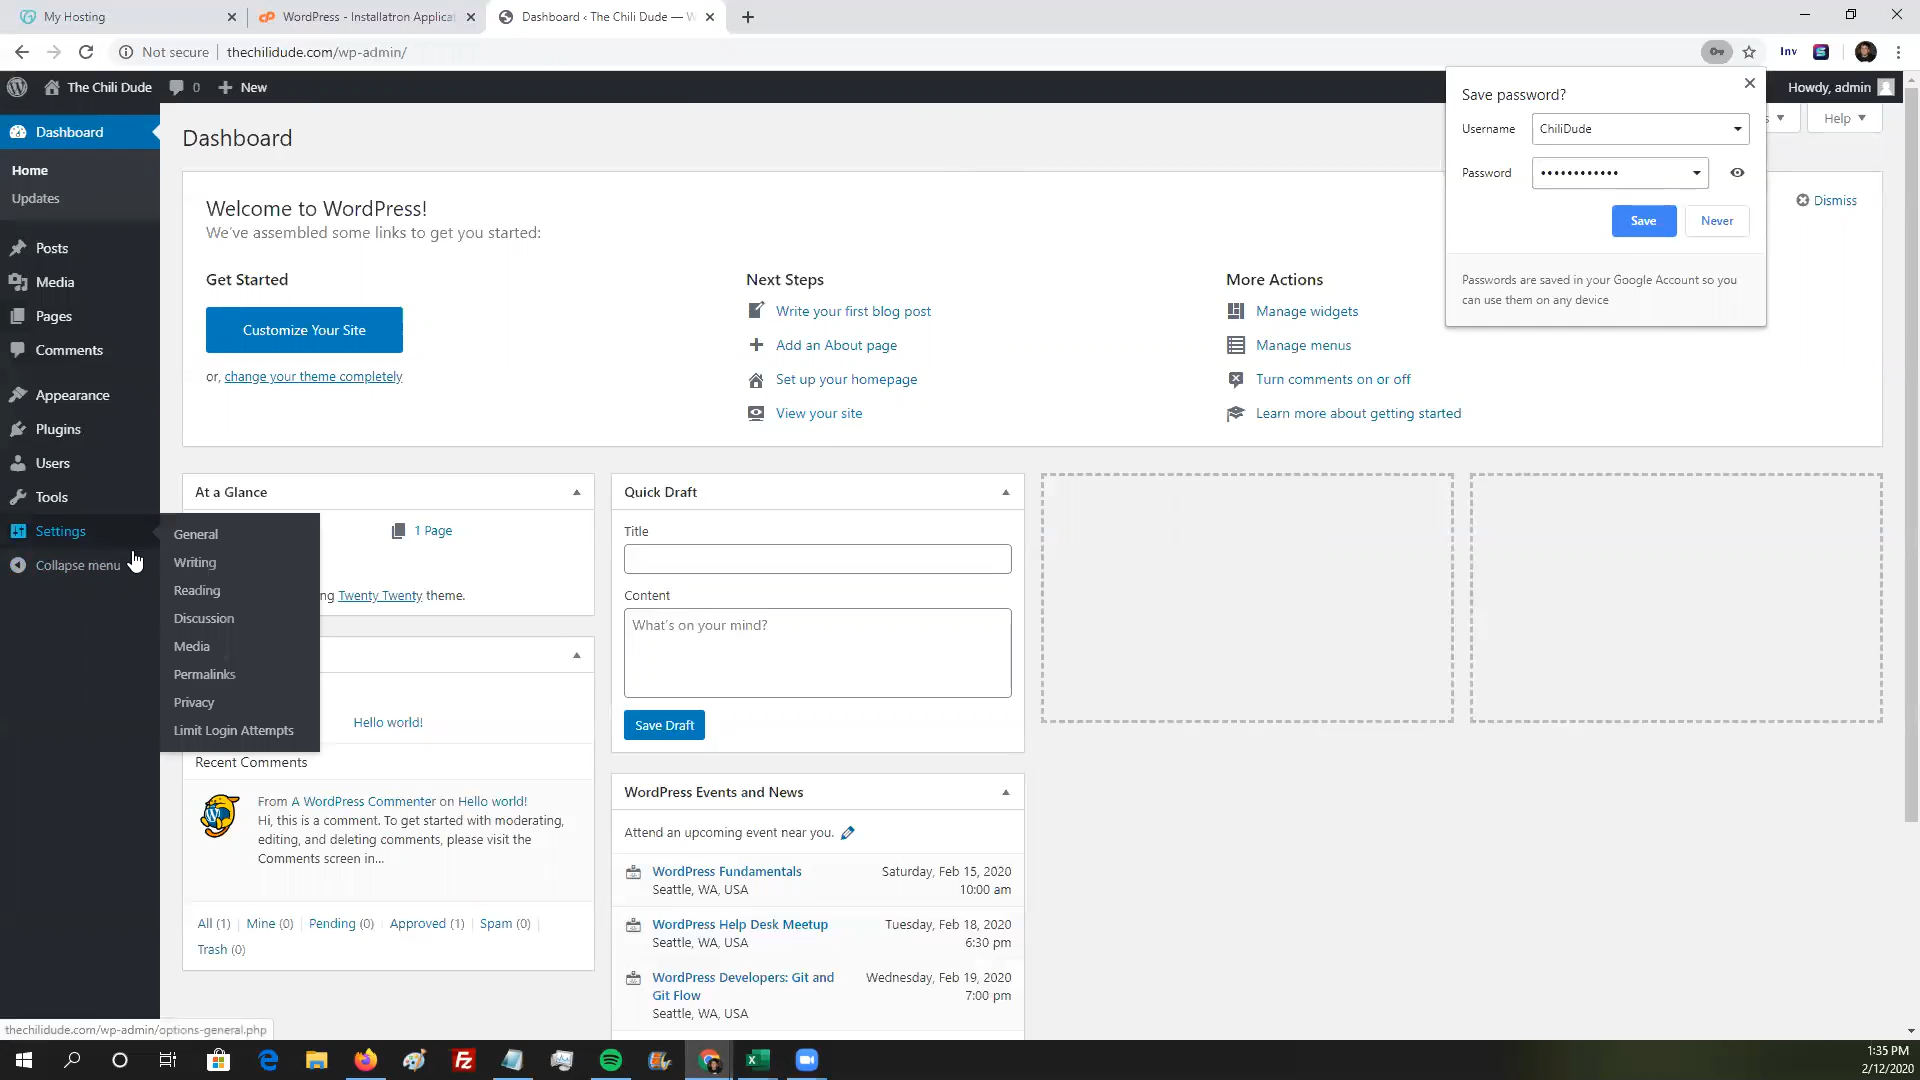 My Hosting
WordPress - Installatron Applicat
Dashboard ‹ The Chili Dude — W
Not secure
thechilidude.com/wp-admin/
Inv
The Chili Dude
0
New
Howdy, admin
Save password?
Username
ChiliDude
Password
••••••••••••
Save
Never
Passwords are saved in your Google Account so you
can use them on any device
s
Help
Dashboard
Home
Updates
Posts
Media
Pages
Comments
Appearance
Plugins
Users
Tools
Settings
Collapse menu
General
Writing
Reading
Discussion
Media
Permalinks
Privacy
Limit Login Attempts
Dashboard
Welcome to WordPress!
We've assembled some links to get you started:
Dismiss
Get Started
Customize Your Site
or, change your theme completely
Next Steps
Write your first blog post
Add an About page
Set up your homepage
View your site
More Actions
Manage widgets
Manage menus
Turn comments on or off
Learn more about getting started
At a Glance
1 Page
ng Twenty Twenty theme.
Hello world!
Recent Comments
From A WordPress Commenter on Hello world!
Hi, this is a comment. To get started with moderating,
editing, and deleting comments, please visit the
Comments screen in...
All (1) | Mine (0) | Pending (0) | Approved (1) | Spam (0) |
Trash (0)
Quick Draft
Title
Content
What's on your mind?
Save Draft
WordPress Events and News
Attend an upcoming event near you.
WordPress Fundamentals
Seattle, WA, USA
Saturday, Feb 15, 2020
10:00 am
WordPress Help Desk Meetup
Seattle, WA, USA
Tuesday, Feb 18, 2020
6:30 pm
WordPress Developers: Git and
Git Flow
Seattle, WA, USA
Wednesday, Feb 19, 2020
7:00 pm
thechilidude.com/wp-admin/options-general.php
1:35 PM
2/12/2020